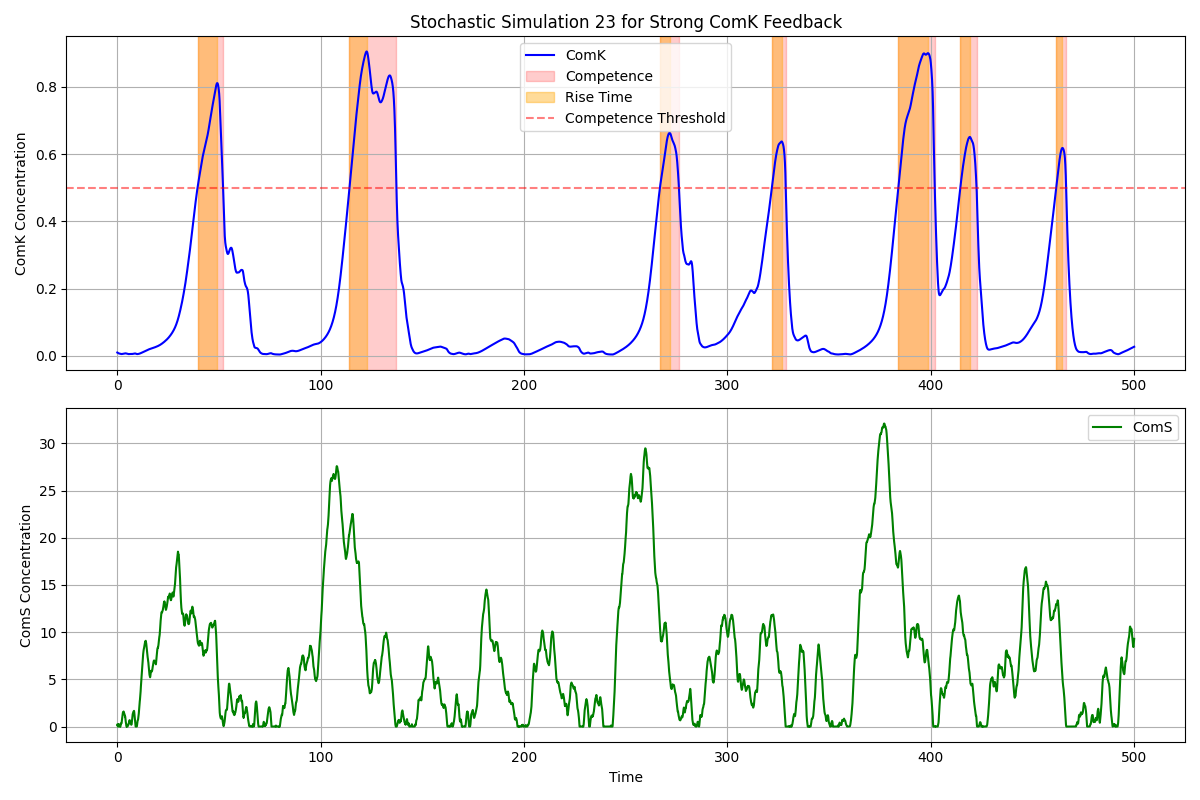 Stochastic Simulation 23 for Strong ComK Feedback
ComK Concentration
0.8
0.6
0.4
0.2
0.0
ComK
Competence
Rise Time
Competence Threshold
0 100 200 300 400 500
ComS Concentration
30
25
20
15
10
5
0
ComS
0 100 200 300 400 500
Time